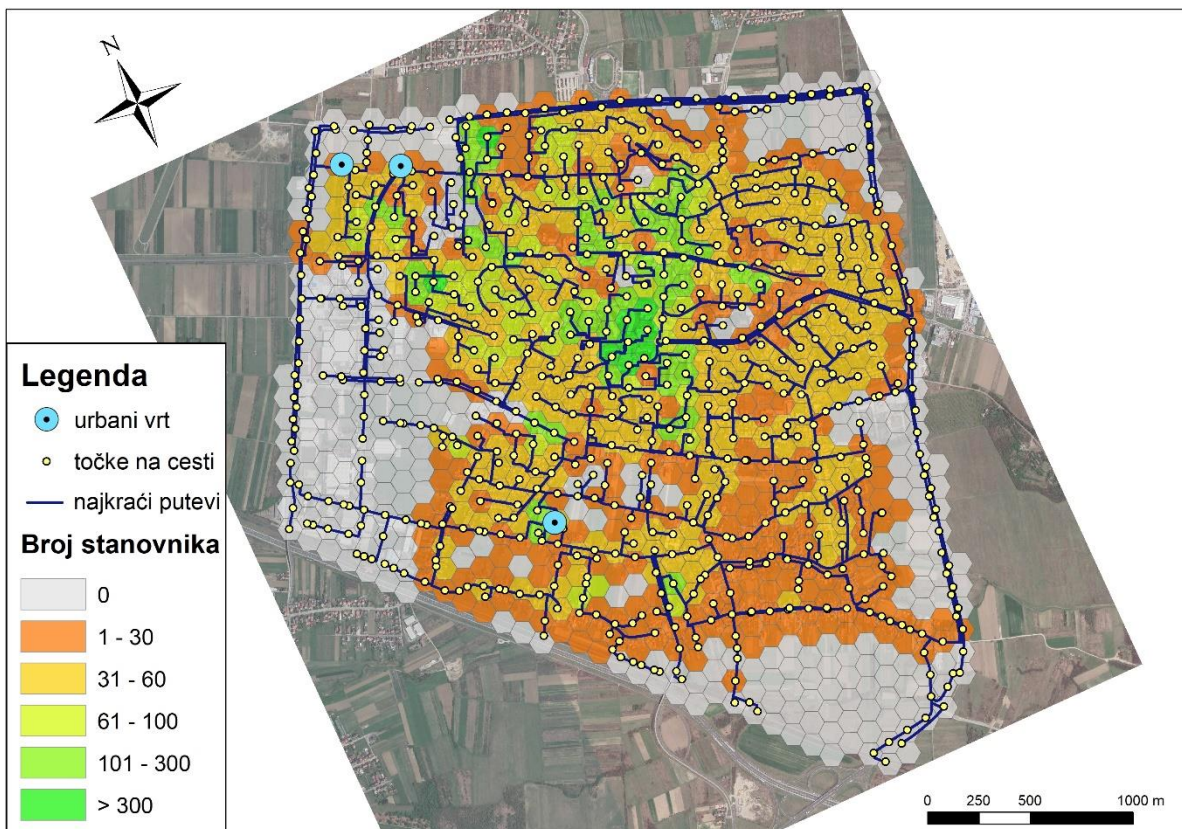 N
Legenda
urbani vrt
točke na cesti
najkraći putevi
Broj stanovnika
0
1 - 30
31 - 60
61 - 100
101 - 300
> 300
0 250 500 1000 m